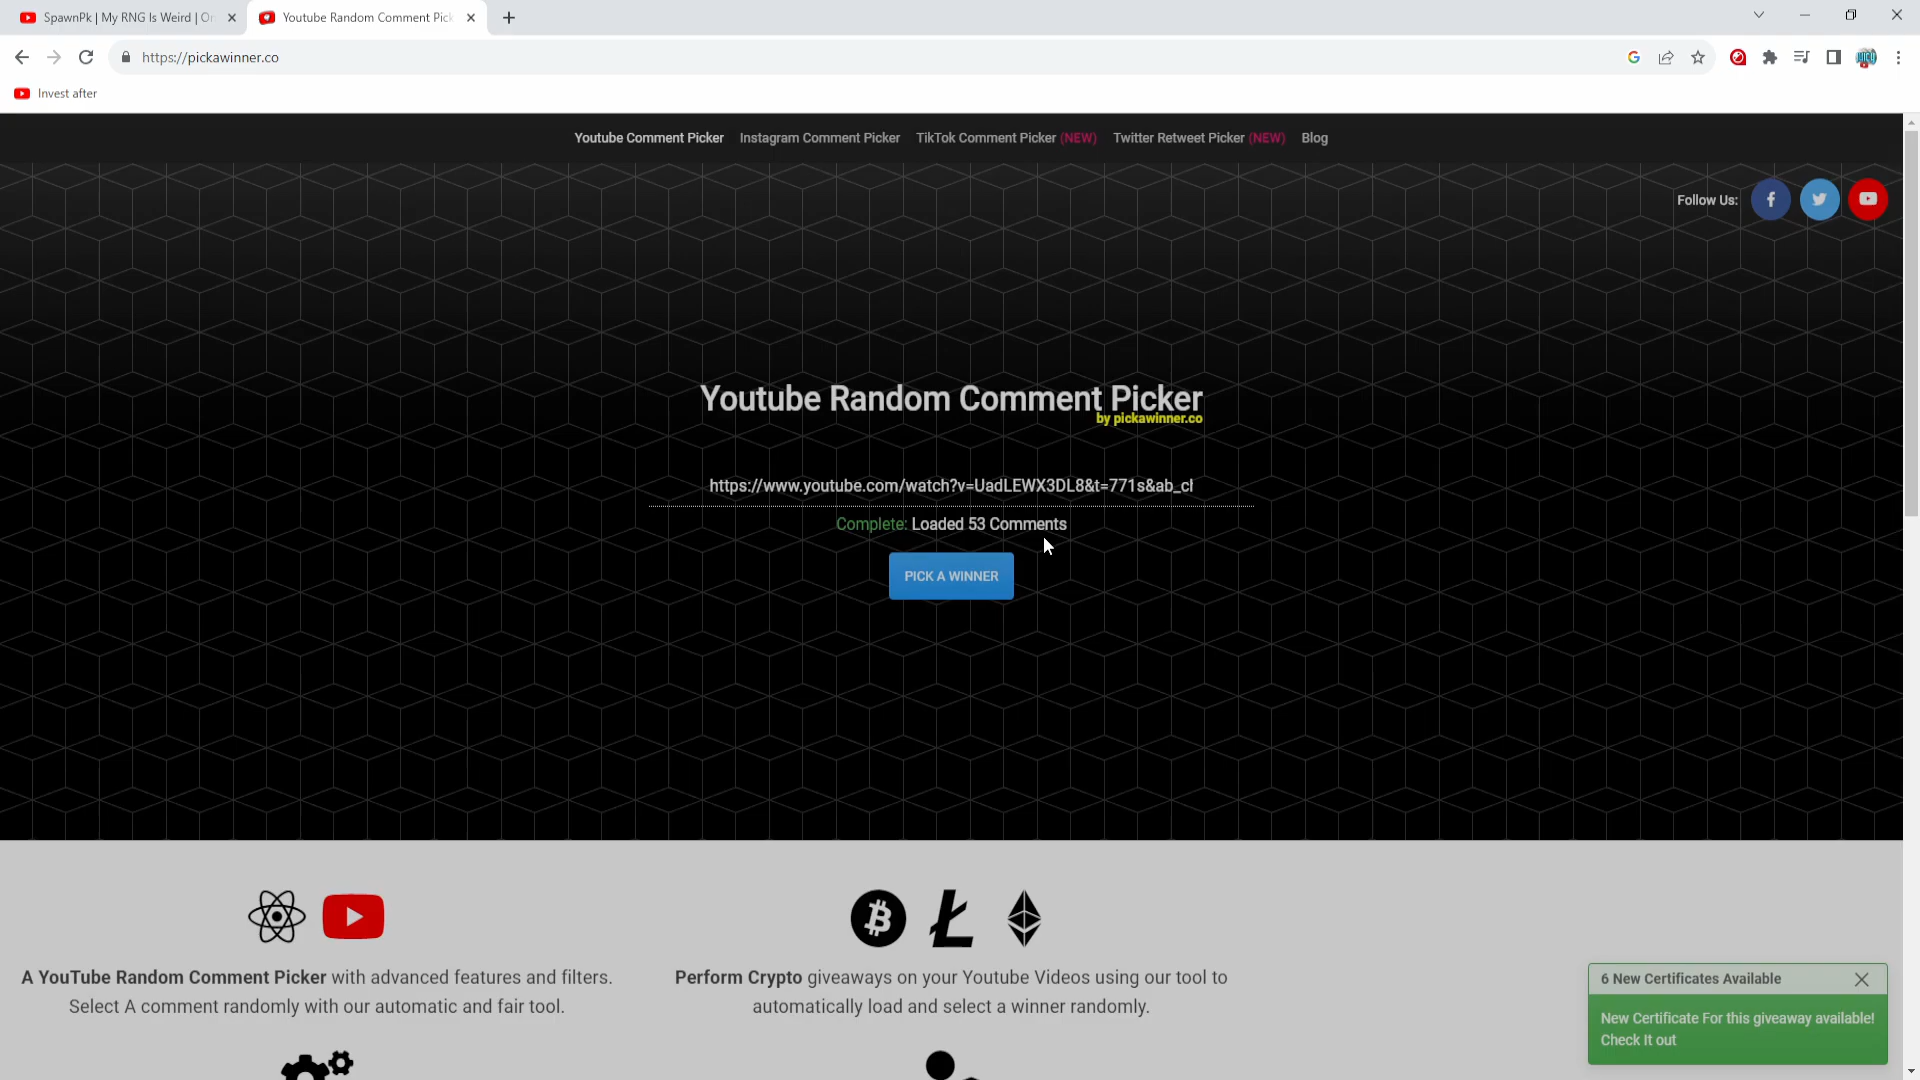 SpawnPk | My RNG Is Weird | O
Youtube Random Comment Pick
https://pickawinner.co
Invest after
Youtube Comment Picker
Instagram Comment Picker
TikTok Comment Picker (NEW)
Twitter Retweet Picker (NEW)
Blog
Follow Us:
Youtube Random Comment Picker
by pickawinner.co
https://www.youtube.com/watch?v=UadLEWX3DL8&t=771s&ab_cl
Complete: Loaded 53 Comments
PICK A WINNER
A YouTube Random Comment Picker with advanced features and filters.
Select A comment randomly with our automatic and fair tool.
Perform Crypto giveaways on your Youtube Videos using our tool to
automatically load and select a winner randomly.
6 New Certificates Available
New Certificate For this giveaway available!
Check It out